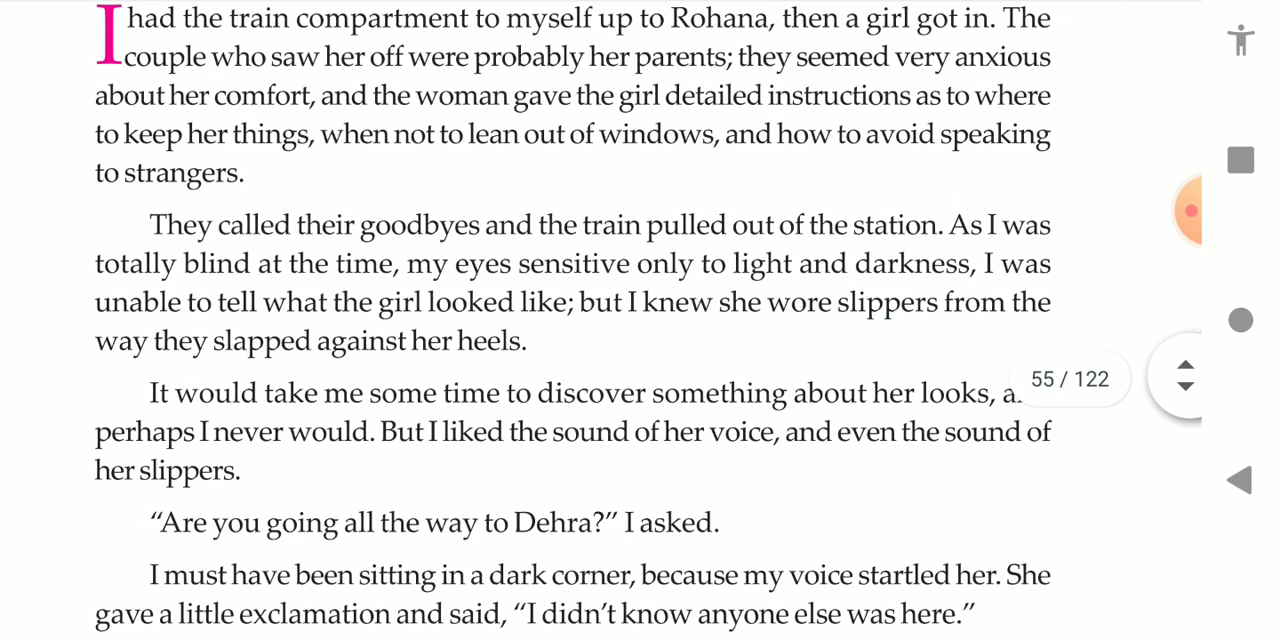 I had the train compartment to myself up to Rohana, then a girl got in. The
couple who saw her off were probably her parents; they seemed very anxious
about her comfort, and the woman gave the girl detailed instructions as to where
to keep her things, when not to lean out of windows, and how to avoid speaking
to strangers.
They called their goodbyes and the train pulled out of the station. As I was
totally blind at the time, my eyes sensitive only to light and darkness, I was
unable to tell what the girl looked like; but I knew she wore slippers from the
way they slapped against her heels.
It would take me some time to discover something about her looks,
perhaps I never would. But I liked the sound of her voice, and even the sound of
her slippers.
“Are you going all the way to Dehra?” I asked.
I must have been sitting in a dark corner, because my voice startled her. She
gave a little exclamation and said, “I didn’t know anyone else was here.”
55 / 122